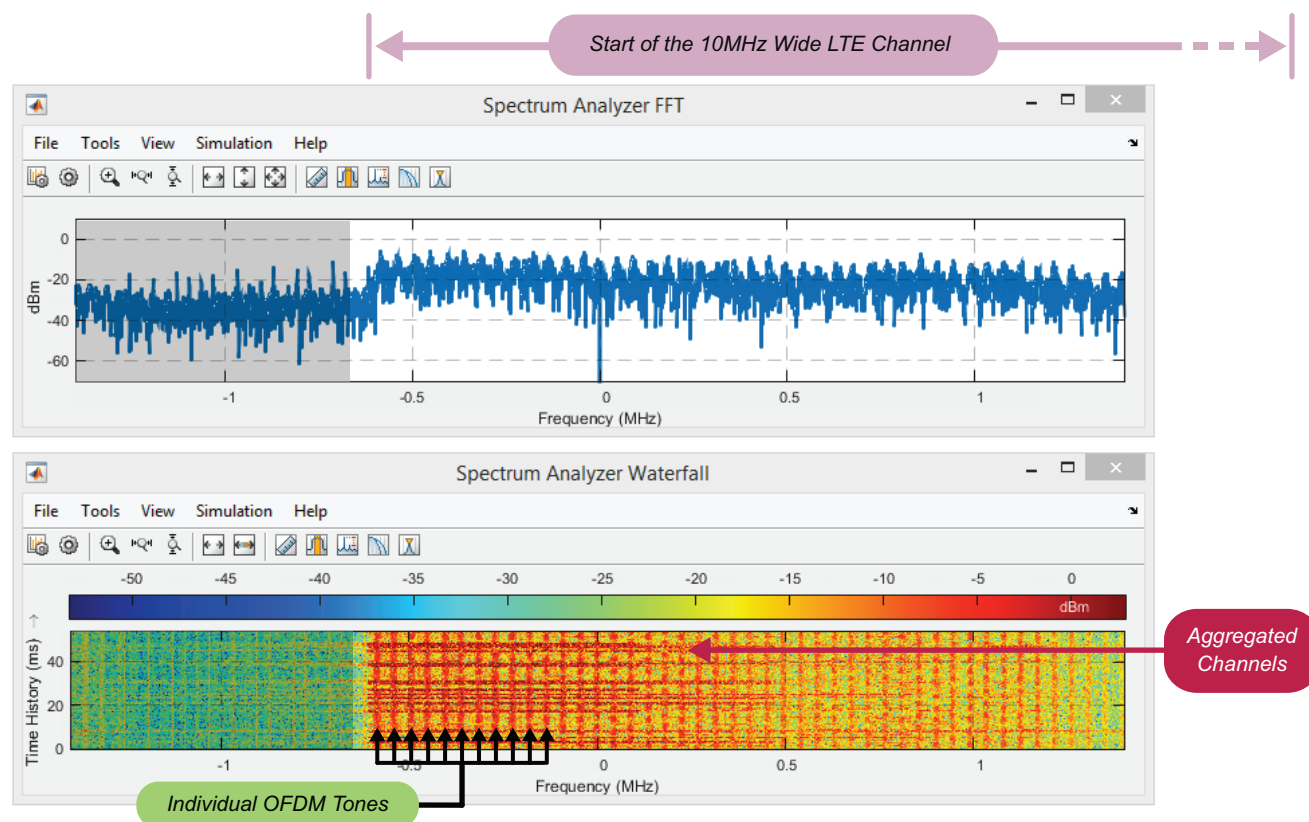 Start of the 10MHz Wide LTE Channel
Spectrum Analyzer FFT
File Tools View Simulation Help
0
-20
-40
-60
dBm
-1 -0.5 0 0.5 1
Frequency (MHz)
Spectrum Analyzer Waterfall
File Tools View Simulation Help
-50 -45 -40 -35 -30 -25 -20 -15 -10 -5 0
dBm
Time History (ms)
40
20
0
-1 -0.5 0 0.5 1
Frequency (MHz)
Aggregated
Channels
Individual OFDM Tones